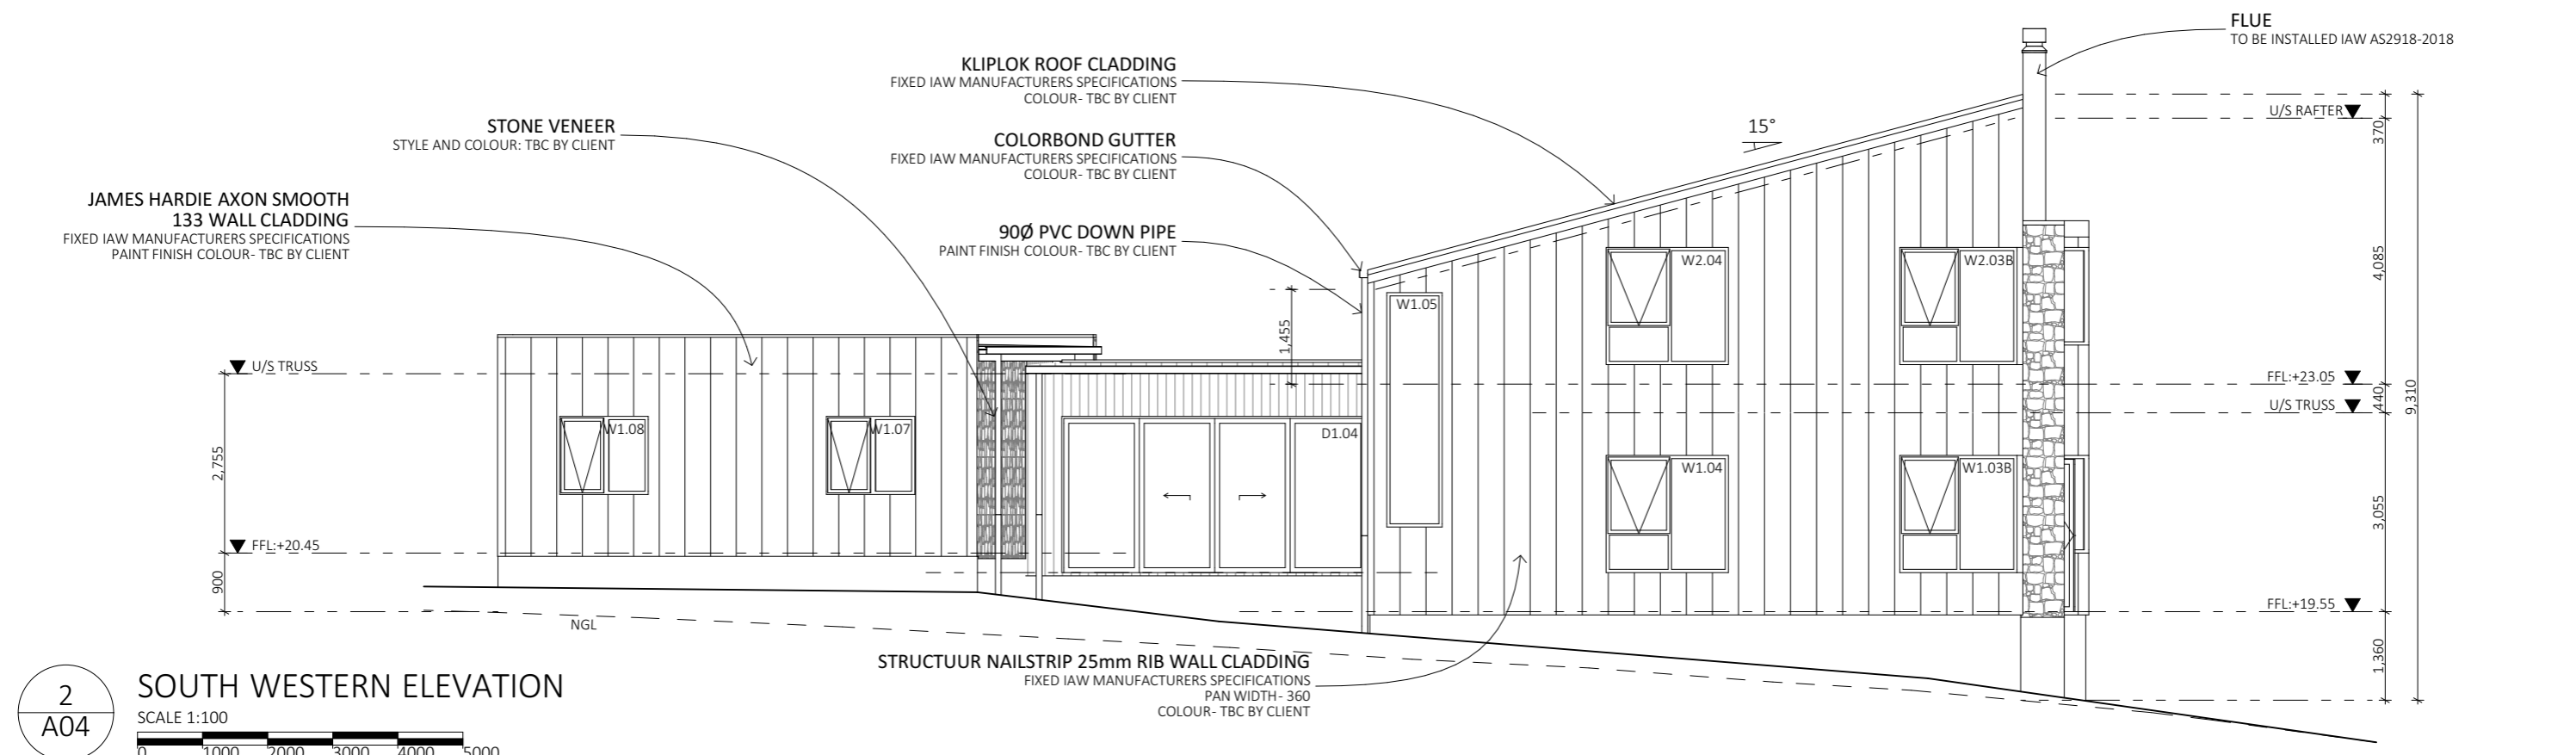 FLUE
TO BE INSTALLED IAW AS2918-2018
KLIPLOK ROOF CLADDING
FIXED IAW MANUFACTURERS SPECIFICATIONS
COLOUR- TBC BY CLIENT
U/S RAFTER
370
STONE VENEER
STYLE AND COLOUR: TBC BY CLIENT
15°
COLORBOND GUTTER
FIXED IAW MANUFACTURERS SPECIFICATIONS
COLOUR- TBC BY CLIENT
JAMES HARDIE AXON SMOOTH
133 WALL CLADDING
FIXED IAW MANUFACTURERS SPECIFICATIONS
PAINT FINISH COLOUR- TBC BY CLIENT
90Ø PVC DOWN PIPE
PAINT FINISH COLOUR- TBC BY CLIENT
W2.04
W2.03B
4,085
W1.05
1,455
U/S TRUSS
FFL:+23.05
440
9,310
U/S TRUSS
W1.08
W1.07
D1.04
2,755
W1.04
W1.03B
3,055
FFL:+20.45
900
FFL:+19.55
NGL
1,360
STRUCTUUR NAILSTRIP 25mm RIB WALL CLADDING
FIXED IAW MANUFACTURERS SPECIFICATIONS
PAN WIDTH- 360
COLOUR- TBC BY CLIENT
2
A04
SOUTH WESTERN ELEVATION
SCALE 1:100
0 1000 2000 3000 4000 5000